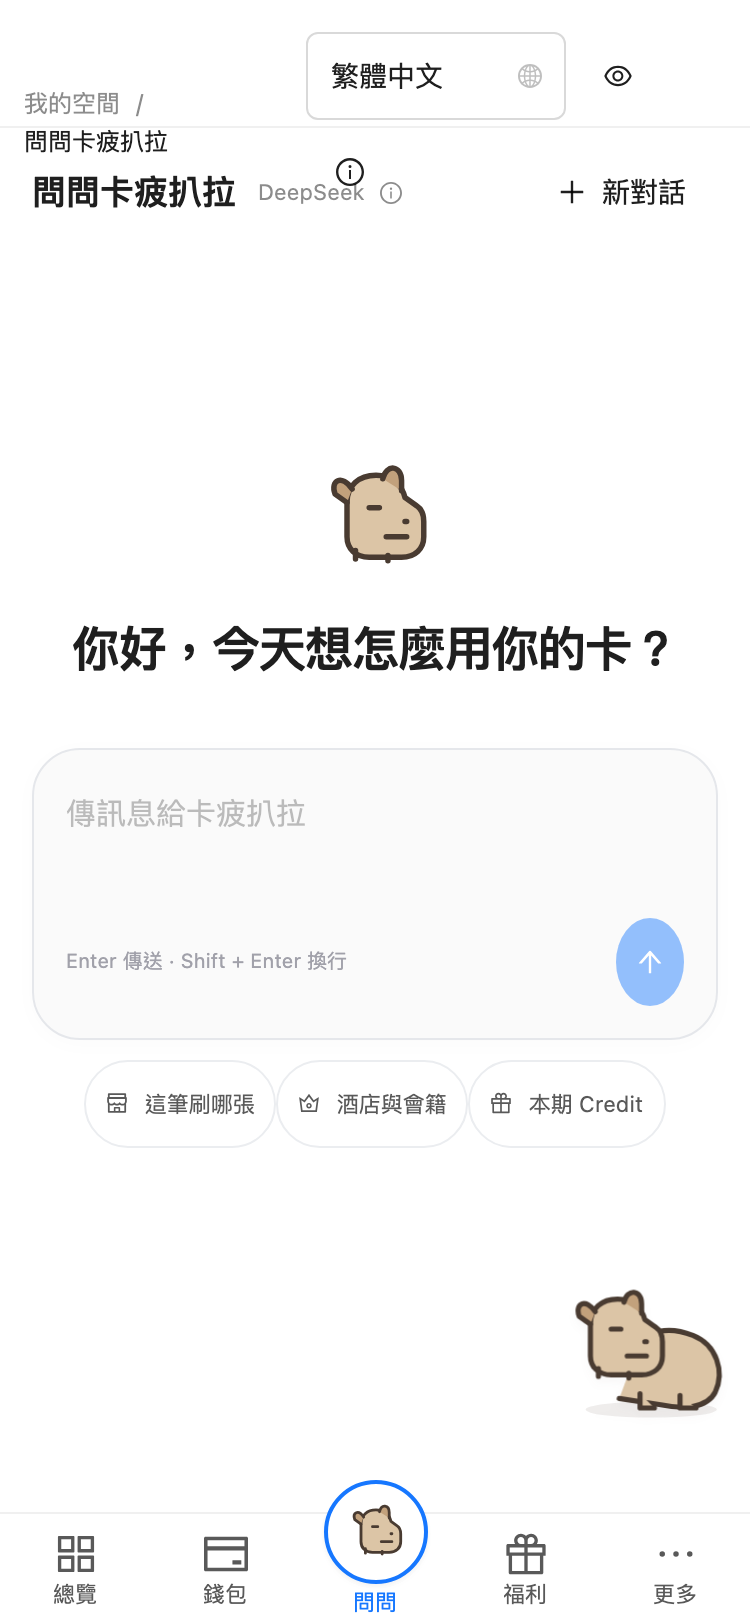 繁體中文
我的空間 /
問問卡疲扒拉
問問卡疲扒拉 DeepSeek + 新對話
你好，今天想怎麼用你的卡？
傳訊息給卡疲扒拉
Enter 傳送 · Shift + Enter 換行
這筆刷哪張 酒店與會籍 本期 Credit
總覽 錢包 問問 福利 更多